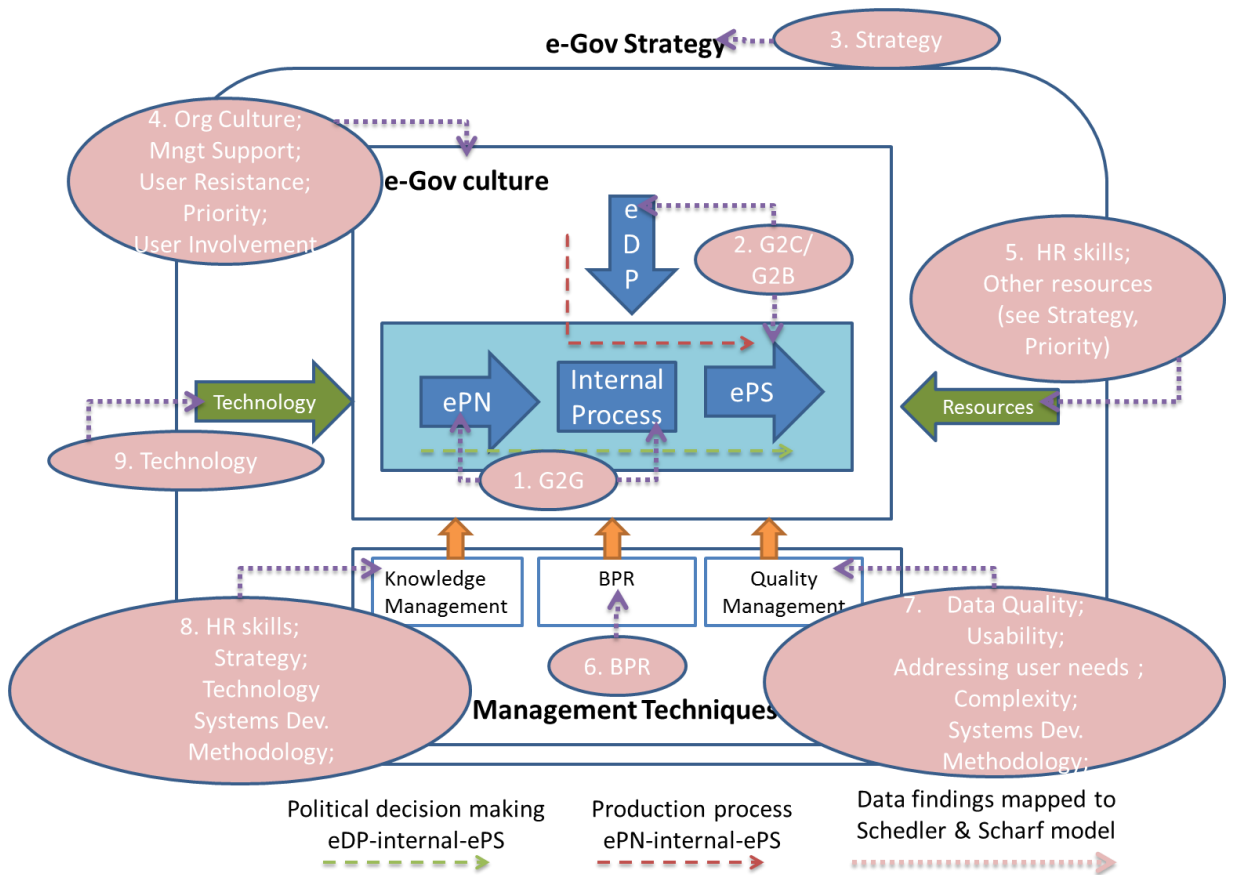 e-Gov Strategy
3. Strategy
4. Org Culture;
Mngt Support;
User Resistance;
Priority;
User Involvement
e-Gov culture
e
D
P
2. G2C/
G2B
5. HR skills;
Other resources
(see Strategy,
Priority)
Technology
ePN
Internal
Process
ePS
Resources
9. Technology
1. G2G
Knowledge
Management
BPR
Quality
Management
8. HR skills;
Strategy;
Technology
Systems Dev.
Methodology;
6. BPR
7. Data Quality;
Usability;
Addressing user needs ;
Complexity;
Systems Dev.
Methodology;
Management Techniques
Political decision making
eDP-internal-ePS
Production process
ePN-internal-ePS
Data findings mapped to
Schedler & Scharf model